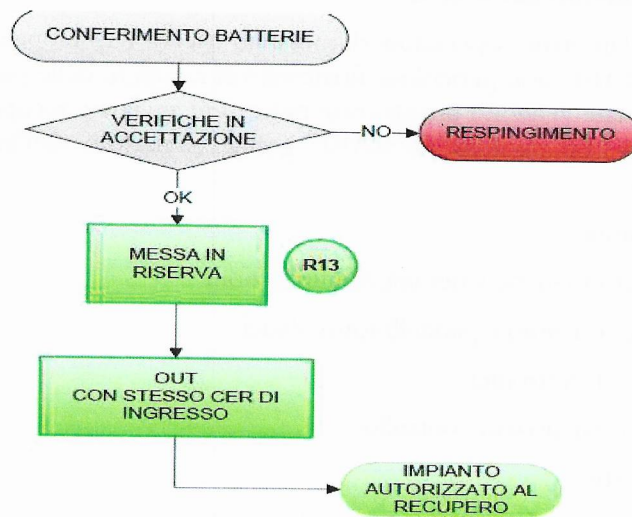 CONFERIMENTO BATTERIE
VERIFICHE IN
ACCETTAZIONE
NO
RESPINGIMENTO
OK
MESSA IN
RISERVA
R13
OUT
CON STESSO CER DI
INGRESSO
IMPIANTO
AUTORIZZATO AL
RECUPERO